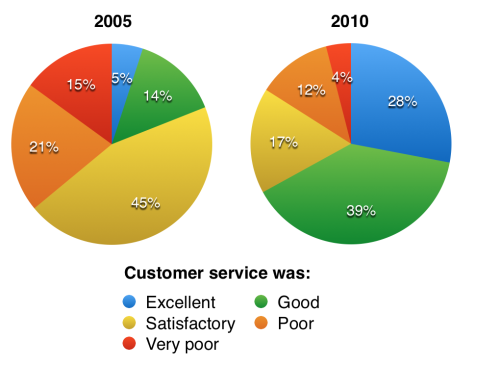 2005 2010
5%
14%
45%
21%
15%
28%
39%
17%
12%
4%
Customer service was:
Excellent Good
Satisfactory Poor
Very poor